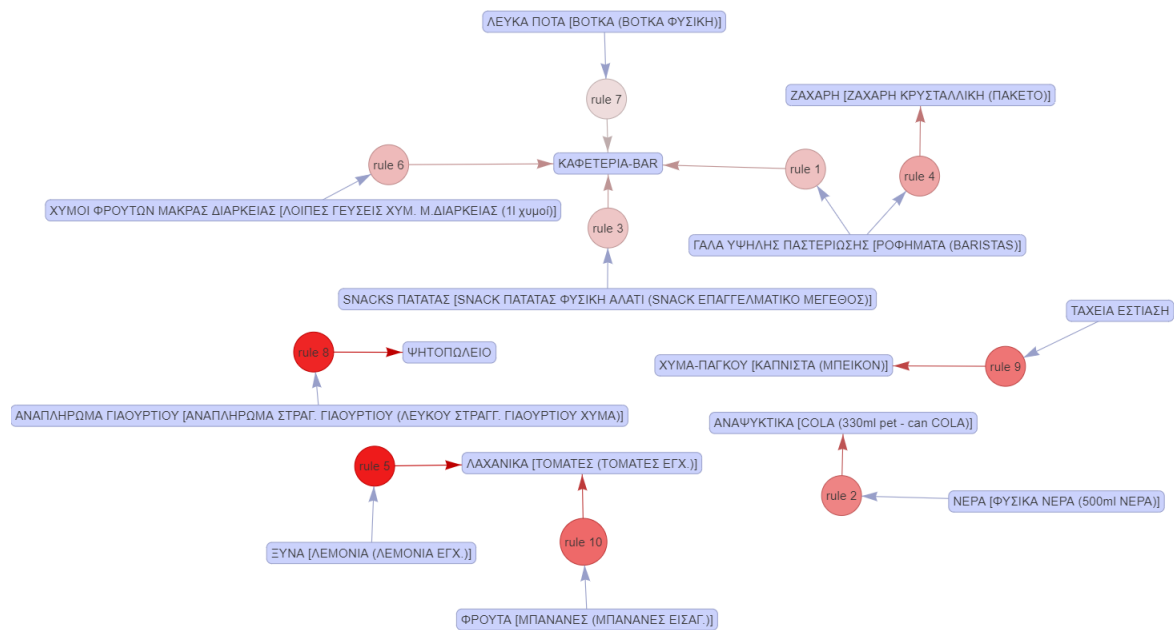 ΛΕΥΚΑ ΠΟΤΑ [ΒΟΤΚΑ (ΒΟΤΚΑ ΦΥΣΙΚΗ)]
rule 7
ΖΑΧΑΡΗ [ΖΑΧΑΡΗ ΚΡΥΣΤΑΛΛΙΚΗ (ΠΑΚΕΤΟ)]
rule 6
ΚΑΦΕΤΕΡΙΑ-BAR
rule 1
rule 4
ΧΥΜΟΙ ΦΡΟΥΤΩΝ ΜΑΚΡΑΣ ΔΙΑΡΚΕΙΑΣ [ΛΟΙΠΕΣ ΓΕΥΣΕΙΣ ΧΥΜ. Μ.ΔΙΑΡΚΕΙΑΣ (1l χυμοί)]
rule 3
ΓΑΛΑ ΥΨΗΛΗΣ ΠΑΣΤΕΡΙΩΣΗΣ [ΡΟΦΗΜΑΤΑ (BARISTAS)]
SNACKS ΠΑΤΑΤΑΣ [SNACK ΠΑΤΑΤΑΣ ΦΥΣΙΚΗ ΑΛΑΤΙ (SNACK ΕΠΑΓΓΕΛΜΑΤΙΚΟ ΜΕΓΕΘΟΣ)]
ΤΑΧΕΙΑ ΕΣΤΙΑΣΗ
rule 8
ΨΗΤΟΠΩΛΕΙΟ
ΧΥΜΑ-ΠΑΓΚΟΥ [ΚΑΠΝΙΣΤΑ (ΜΠΕΙΚΟΝ)]
rule 9
ΑΝΑΠΛΗΡΩΜΑ ΓΙΑΟΥΡΤΙΟΥ [ΑΝΑΠΛΗΡΩΜΑ ΣΤΡΑΓ. ΓΙΑΟΥΡΤΙΟΥ (ΛΕΥΚΟΥ ΣΤΡΑΓΓ. ΓΙΑΟΥΡΤΙΟΥ ΧΥΜΑ)]
ΑΝΑΨΥΚΤΙΚΑ [COLA (330ml pet - can COLA)]
rule 5
ΛΑΧΑΝΙΚΑ [ΤΟΜΑΤΕΣ (ΤΟΜΑΤΕΣ ΕΓΧ.)]
rule 2
ΝΕΡΑ [ΦΥΣΙΚΑ ΝΕΡΑ (500ml ΝΕΡΑ)]
ΞΥΝΑ [ΛΕΜΟΝΙΑ (ΛΕΜΟΝΙΑ ΕΓΧ.)]
rule 10
ΦΡΟΥΤΑ [ΜΠΑΝΑΝΕΣ (ΜΠΑΝΑΝΕΣ ΕΙΣΑΓ.)]